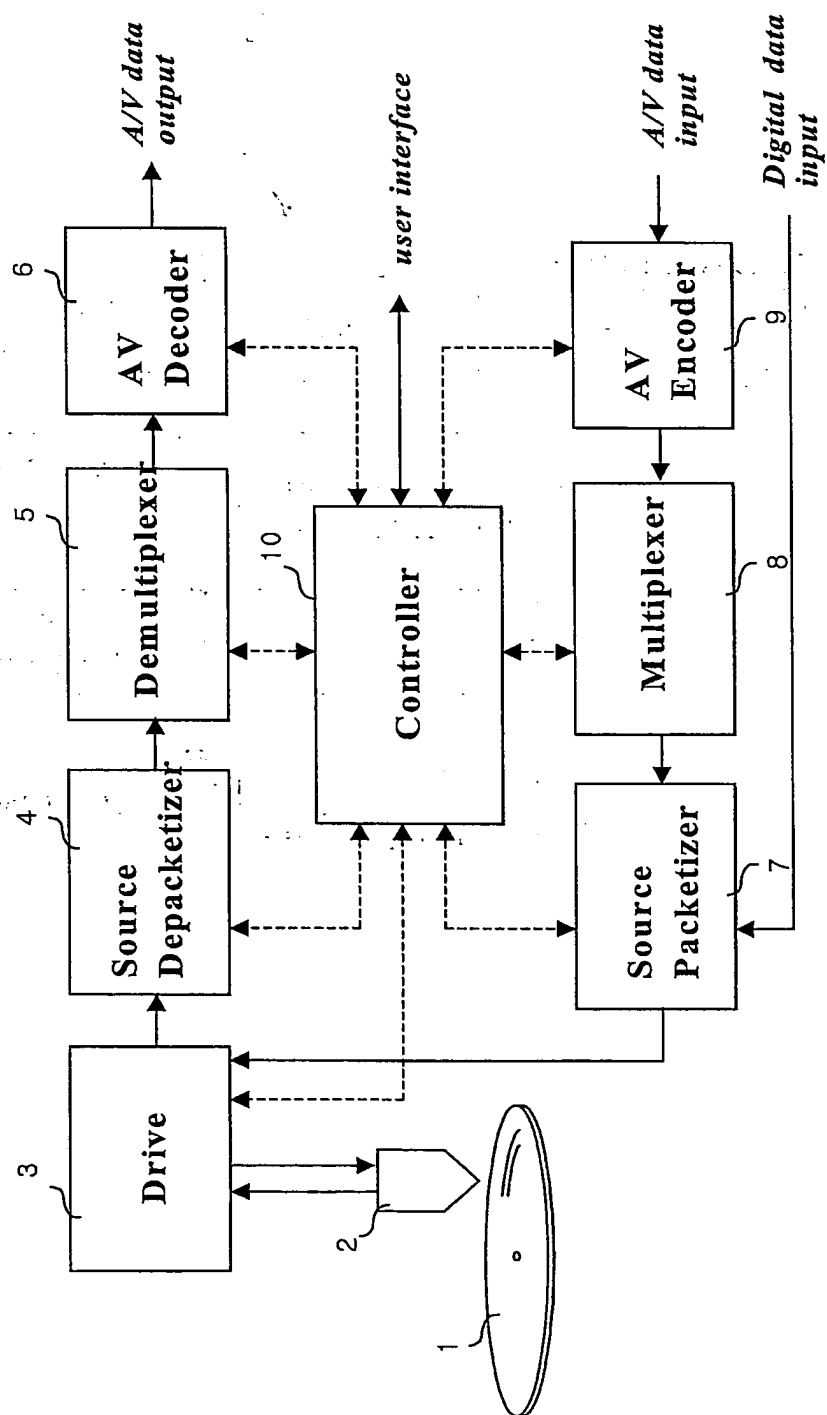 3
Drive
4
Source
Depacketizer
5
Demultiplexer
6
AV
Decoder
A/V data
output
2
1
10
Controller
user interface
Source
Packetizer
7
Multiplexer
8
AV
Encoder
9
A/V data
input
Digital data
input